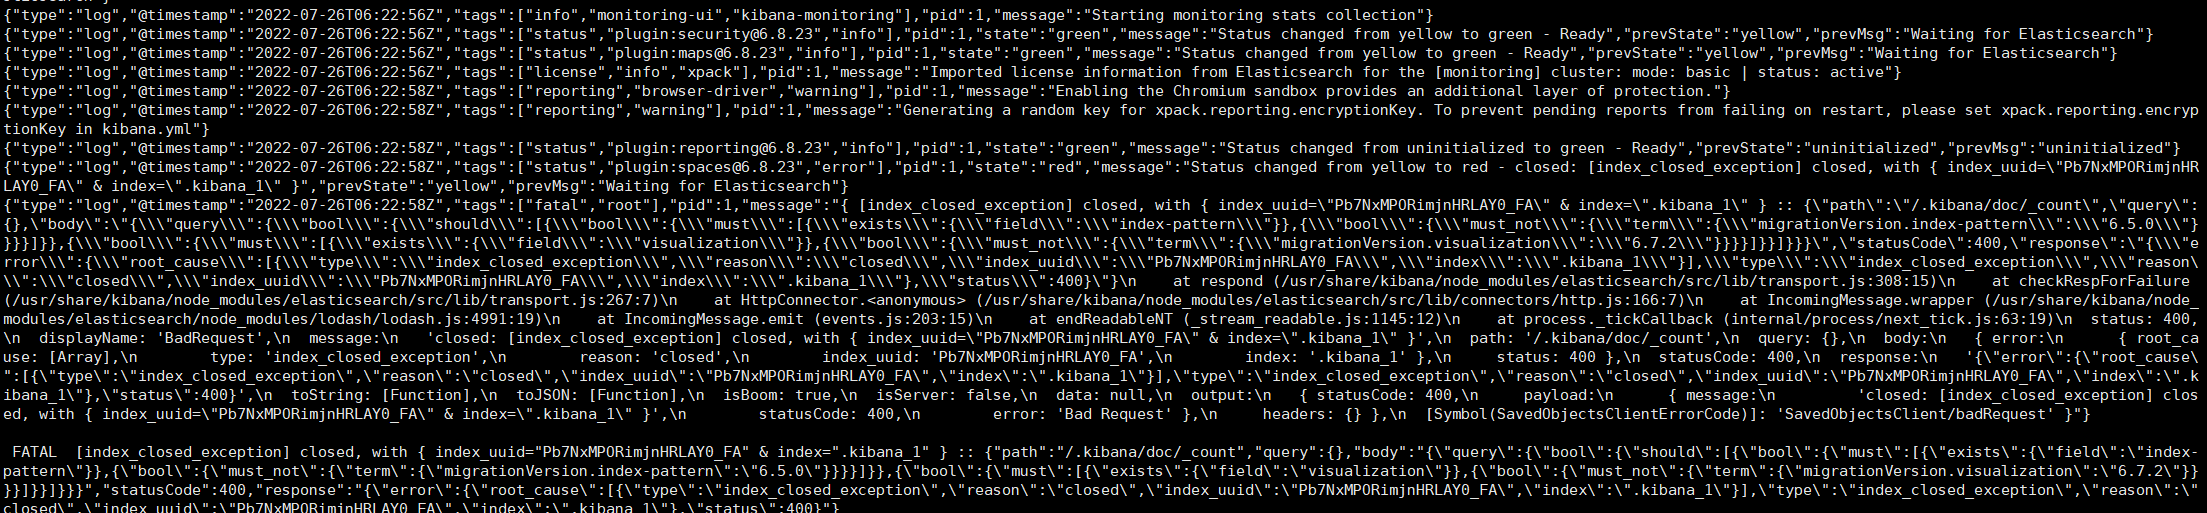 {"type":"log","@timestamp":"2022-07-26T06:22:56Z","tags":["info","monitoring-ui","kibana-monitoring"],"pid":1,"message":"Starting monitoring stats collection"}
{"type":"log","@timestamp":"2022-07-26T06:22:56Z","tags":["status","plugin:security@6.8.23","info"],"pid":1,"state":"green","message":"Status changed from yellow to green - Ready","prevState":"yellow","prevMsg":"Waiting for Elasticsearch"}
{"type":"log","@timestamp":"2022-07-26T06:22:56Z","tags":["status","plugin:maps@6.8.23","info"],"pid":1,"state":"green","message":"Status changed from yellow to green - Ready","prevState":"yellow","prevMsg":"Waiting for Elasticsearch"}
{"type":"log","@timestamp":"2022-07-26T06:22:56Z","tags":["license","info","xpack"],"pid":1,"message":"Imported license information from Elasticsearch for the [monitoring] cluster: mode: basic | status: active"}
{"type":"log","@timestamp":"2022-07-26T06:22:58Z","tags":["reporting","browser-driver","warning"],"pid":1,"message":"Enabling the Chromium sandbox provides an additional layer of protection."}
{"type":"log","@timestamp":"2022-07-26T06:22:58Z","tags":["reporting","warning"],"pid":1,"message":"Generating a random key for xpack.reporting.encryptionKey. To prevent pending reports from failing on restart, please set xpack.reporting.encryp
tionKey in kibana.yml"}
{"type":"log","@timestamp":"2022-07-26T06:22:58Z","tags":["status","plugin:reporting@6.8.23","info"],"pid":1,"state":"green","message":"Status changed from uninitialized to green - Ready","prevState":"uninitialized","prevMsg":"uninitialized"}
{"type":"log","@timestamp":"2022-07-26T06:22:58Z","tags":["status","plugin:spaces@6.8.23","error"],"pid":1,"state":"red","message":"Status changed from yellow to red - closed: [index_closed_exception] closed, with { index_uuid=\"Pb7NxMPORimjnHR
LAY0_FA\" & index=\".kibana_1\" }","prevState":"yellow","prevMsg":"Waiting for Elasticsearch"}
{"type":"log","@timestamp":"2022-07-26T06:22:58Z","tags":["fatal","root"],"pid":1,"message":"{ [index_closed_exception] closed, with { index_uuid=\"Pb7NxMPORimjnHRLAY0_FA\" & index=\".kibana_1\" } :: {\"path\":\"/.kibana/doc/_count\",\"query\":
{},\"body\":\"{\\\"query\\\":{\\\"bool\\\":{\\\"should\\\":[{\\\"bool\\\":{\\\"must\\\":[{\\\"exists\\\":{\\\"field\\\":\\\"index-pattern\\\"}},{\\\"bool\\\":{\\\"must_not\\\":{\\\"term\\\":{\\\"migrationVersion.index-pattern\\\":\\\"6.5.0\\\"}
}}}]}},{\\\"bool\\\":{\\\"must\\\":[{\\\"exists\\\":{\\\"field\\\":\\\"visualization\\\"}},{\\\"bool\\\":{\\\"must_not\\\":{\\\"term\\\":{\\\"migrationVersion.visualization\\\":\\\"6.7.2\\\"}}}}]}}]}}}\",\"statusCode\":400,\"response\":\"{\\\"e
rror\\\":{\\\"root_cause\\\":[{\\\"type\\\":\\\"index_closed_exception\\\",\\\"reason\\\":\\\"closed\\\",\\\"index_uuid\\\":\\\"Pb7NxMPORimjnHRLAY0_FA\\\",\\\"index\\\":\\\".kibana_1\\\"}],\\\"type\\\":\\\"index_closed_exception\\\",\\\"reason\
\\":\\\"closed\\\",\\\"index_uuid\\\":\\\"Pb7NxMPORimjnHRLAY0_FA\\\",\\\"index\\\":\\\".kibana_1\\\"},\\\"status\\\":400}\"}\n    at respond (/usr/share/kibana/node_modules/elasticsearch/src/lib/transport.js:308:15)\n    at checkRespForFailure
(/usr/share/kibana/node_modules/elasticsearch/src/lib/transport.js:267:7)\n    at HttpConnector.<anonymous> (/usr/share/kibana/node_modules/elasticsearch/src/lib/connectors/http.js:166:7)\n    at IncomingMessage.wrapper (/usr/share/kibana/node_
modules/elasticsearch/node_modules/lodash/lodash.js:4991:19)\n    at IncomingMessage.emit (events.js:203:15)\n    at endReadableNT (_stream_readable.js:1145:12)\n    at process._tickCallback (internal/process/next_tick.js:63:19)\n  status: 400,
\n  displayName: 'BadRequest',\n  message:\n   'closed: [index_closed_exception] closed, with { index_uuid=\"Pb7NxMPORimjnHRLAY0_FA\" & index=\".kibana_1\" }',\n  path: '/.kibana/doc/_count',\n  query: {},\n  body:\n   { error:\n      { root_ca
use: [Array],\n        type: 'index_closed_exception',\n        reason: 'closed',\n        index_uuid: 'Pb7NxMPORimjnHRLAY0_FA',\n        index: '.kibana_1' },\n     status: 400 },\n  statusCode: 400,\n  response:\n   '{\"error\":{\"root_cause\
":[{\"type\":\"index_closed_exception\",\"reason\":\"closed\",\"index_uuid\":\"Pb7NxMPORimjnHRLAY0_FA\",\"index\":\".kibana_1\"}],\"type\":\"index_closed_exception\",\"reason\":\"closed\",\"index_uuid\":\"Pb7NxMPORimjnHRLAY0_FA\",\"index\":\".k
ibana_1\"},\"status\":400}',\n  toString: [Function],\n  toJSON: [Function],\n  isBoom: true,\n  isServer: false,\n  data: null,\n  output:\n   { statusCode: 400,\n     payload:\n      { message:\n         'closed: [index_closed_exception] clos
ed, with { index_uuid=\"Pb7NxMPORimjnHRLAY0_FA\" & index=\".kibana_1\" }',\n        statusCode: 400,\n        error: 'Bad Request' },\n     headers: {} },\n  [Symbol(SavedObjectsClientErrorCode)]: 'SavedObjectsClient/badRequest' }"}
FATAL  [index_closed_exception] closed, with { index_uuid="Pb7NxMPORimjnHRLAY0_FA" & index=".kibana_1" } :: {"path":"/.kibana/doc/_count","query":{},"body":"{\"query\":{\"bool\":{\"should\":[{\"bool\":{\"must\":[{\"exists\":{\"field\":\"index-
pattern\"}},{\"bool\":{\"must_not\":{\"term\":{\"migrationVersion.index-pattern\":\"6.5.0\"}}}}]}},{\"bool\":{\"must\":[{\"exists\":{\"field\":\"visualization\"}},{\"bool\":{\"must_not\":{\"term\":{\"migrationVersion.visualization\":\"6.7.2\"}}
}}]}}]}}}","statusCode":400,"response":"{\"error\":{\"root_cause\":[{\"type\":\"index_closed_exception\",\"reason\":\"closed\",\"index_uuid\":\"Pb7NxMPORimjnHRLAY0_FA\",\"index\":\".kibana_1\"}],\"type\":\"index_closed_exception\",\"reason\":\"
closed\",\"index_uuid\":\"Pb7NxMPORimjnHRLAY0_FA\",\"index\":\".kibana_1\"},\"status\":400}"}